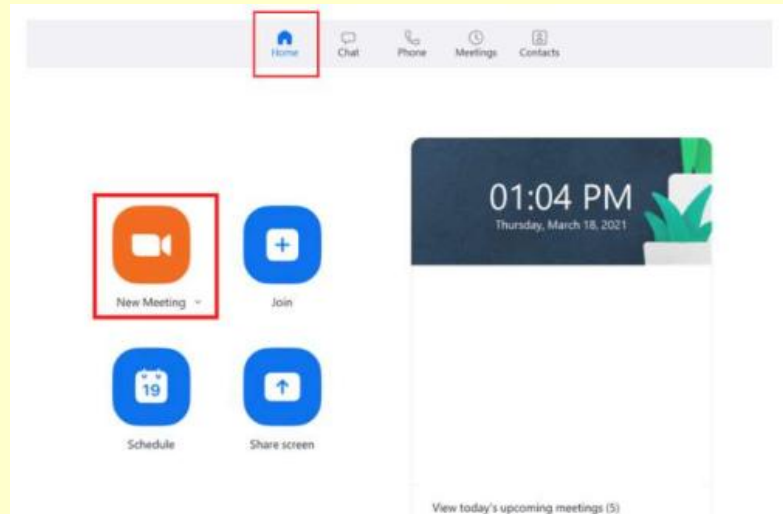 Home Chat Phone Meetings Contacts
01:04 PM
Thursday, March 18, 2021
New Meeting Join
19
Schedule Share screen
View today's upcoming meetings (5)